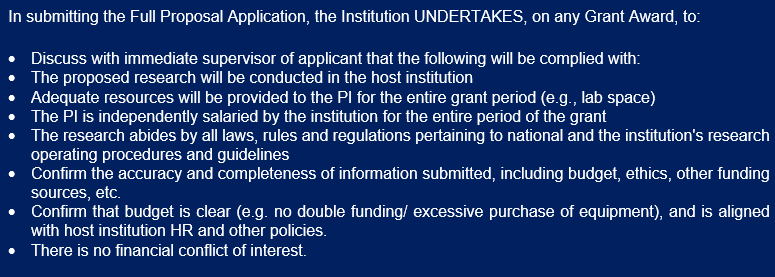 In submitting the Full Proposal Application, the Institution UNDERTAKES, on any Grant Award, to:
• Discuss with immediate supervisor of applicant that the following will be complied with:
• The proposed research will be conducted in the host institution
• Adequate resources will be provided to the PI for the entire grant period (e.g., lab space)
• The PI is independently salaried by the institution for the entire period of the grant
• The research abides by all laws, rules and regulations pertaining to national and the institution's research
operating procedures and guidelines
• Confirm the accuracy and completeness of information submitted, including budget, ethics, other funding
sources, etc.
• Confirm that budget is clear (e.g. no double funding/ excessive purchase of equipment), and is aligned
with host institution HR and other policies.
• There is no financial conflict of interest.